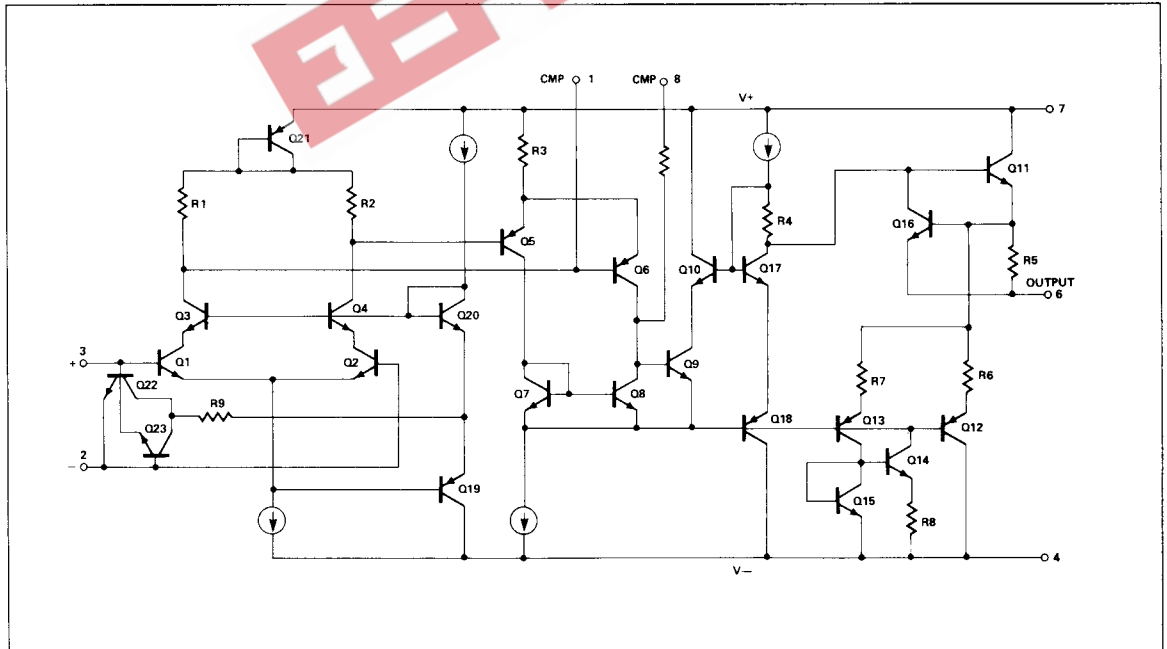 CMP 1 CMP 8
V+
7
Q21
R3
Q11
R1 R2
R4
Q16
Q5
R5
Q6 Q10 Q17
OUTPUT
6
Q3 Q4 Q20
3
+
Q1 Q2 Q9
R7 R6
Q22
Q7 Q8
R9
Q18 Q13 Q12
Q23
Q14
2
−
Q19
Q15
R8
4
V−